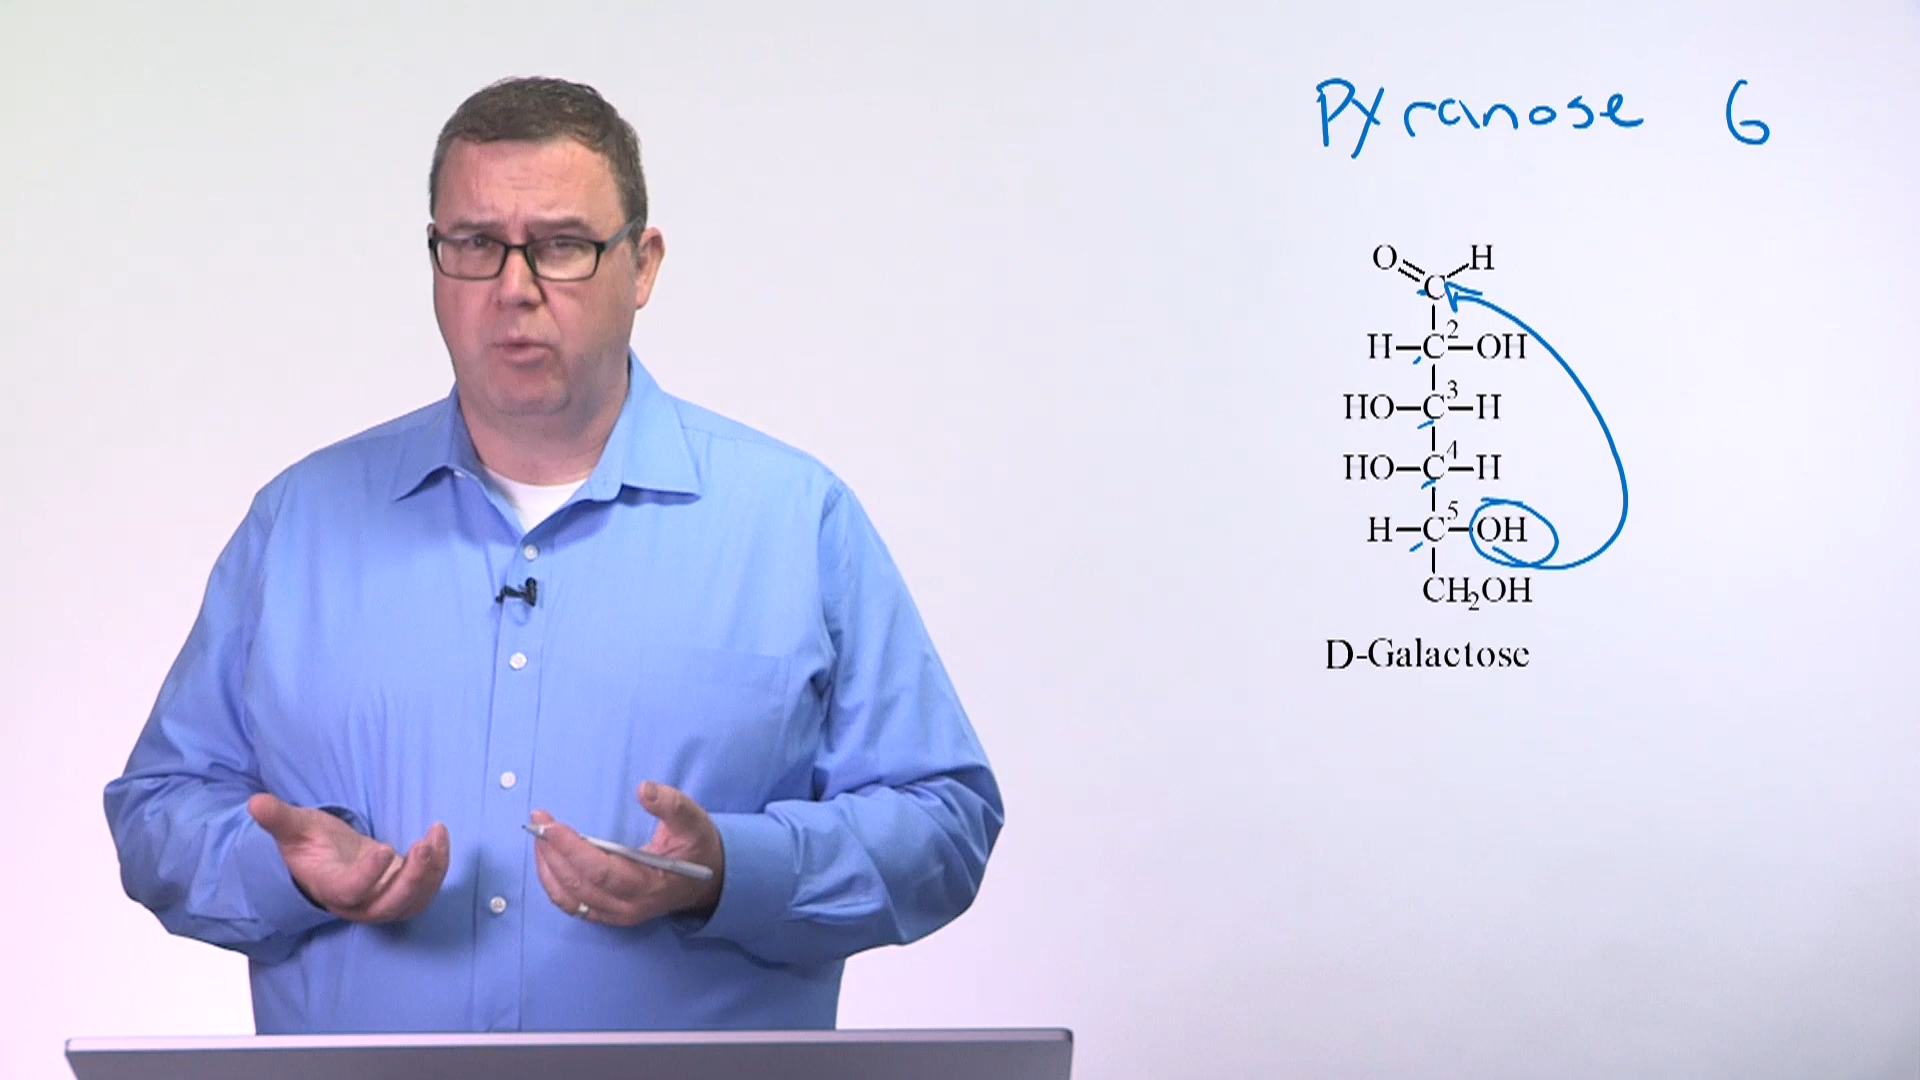 Pyranose 6
O H
C
H-C2-OH
HO-C3-H
HO-C4-H
H-C5-OH
CH2OH
D-Galactose